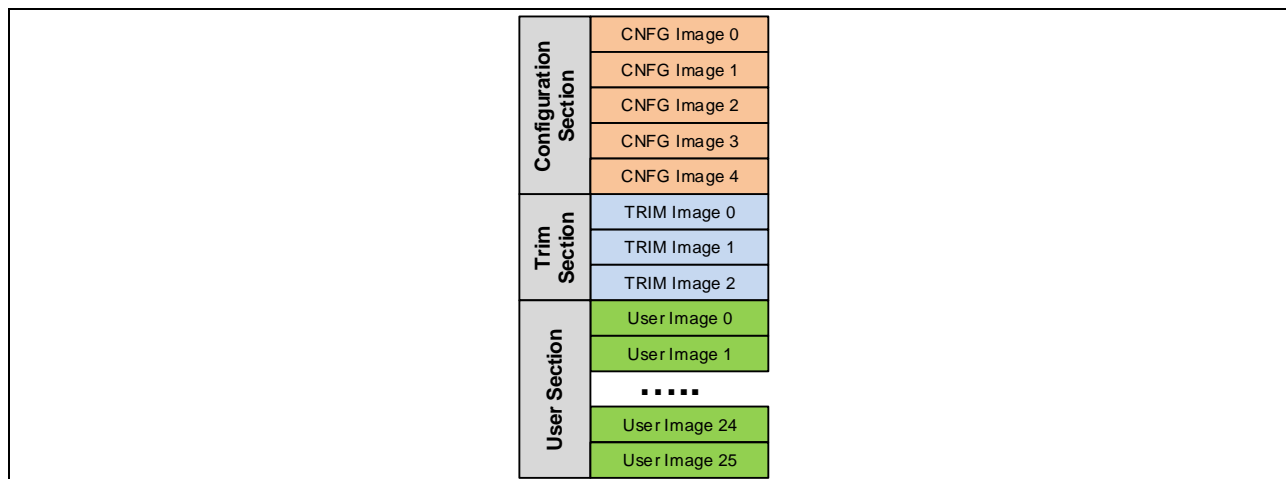 Configuration
Section
CNFG Image 0
CNFG Image 1
CNFG Image 2
CNFG Image 3
CNFG Image 4
Trim
Section
TRIM Image 0
TRIM Image 1
TRIM Image 2
User Section
User Image 0
User Image 1
.....
User Image 24
User Image 25